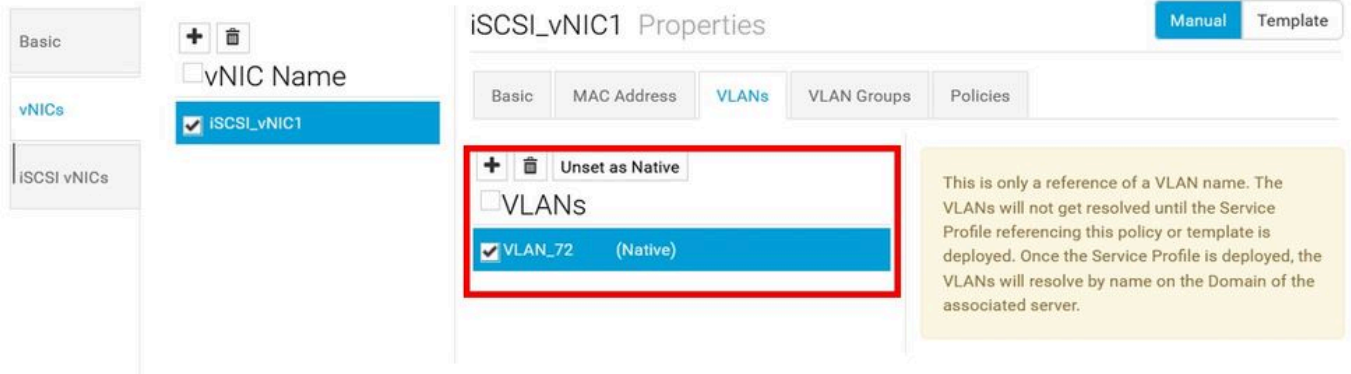 Basic
vNICs
iSCSI vNICs
vNIC Name
iSCSI_vNIC1
iSCSI_vNIC1 Properties
Manual Template
Basic MAC Address VLANs VLAN Groups Policies
Unset as Native
VLANs
VLAN_72 (Native)
This is only a reference of a VLAN name. The
VLANs will not get resolved until the Service
Profile referencing this policy or template is
deployed. Once the Service Profile is deployed, the
VLANs will resolve by name on the Domain of the
associated server.